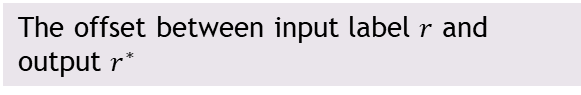 The offset between input label r and
output r*